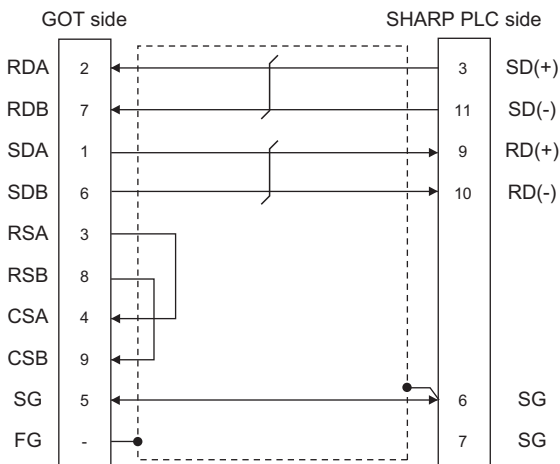 GOT side SHARP PLC side
RDA 2 3 SD(+)
RDB 7 11 SD(-)
SDA 1 9 RD(+)
SDB 6 10 RD(-)
RSA 3
RSB 8
CSA 4
CSB 9
SG 5 6 SG
FG - 7 SG